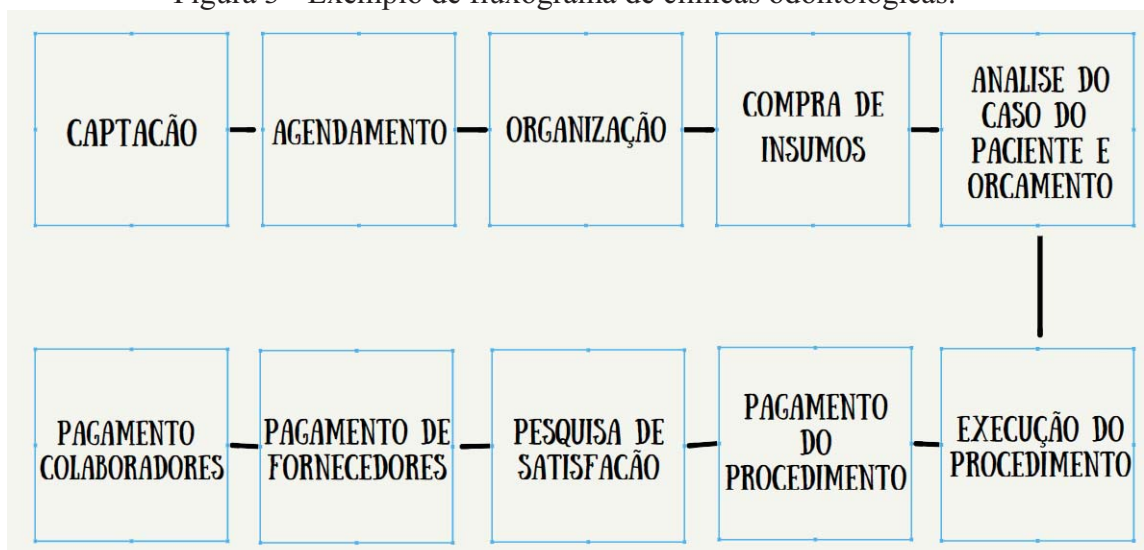 Figura 3 - Exemplo de fluxograma de clínicas odontológicas.
CAPTACÃO
AGENDAMENTO
ORGANIZAÇÃO
COMPRA DE
INSUMOS
ANALISE DO
CASO DO
PACIENTE E
ORCAMENTO
PAGAMENTO
COLABORADORES
PAGAMENTO DE
FORNECEDORES
PESQUISA DE
SATISFACÃO
PAGAMENTO
DO
PROCEDIMENTO
EXECUÇÃO DO
PROCEDIMENTO